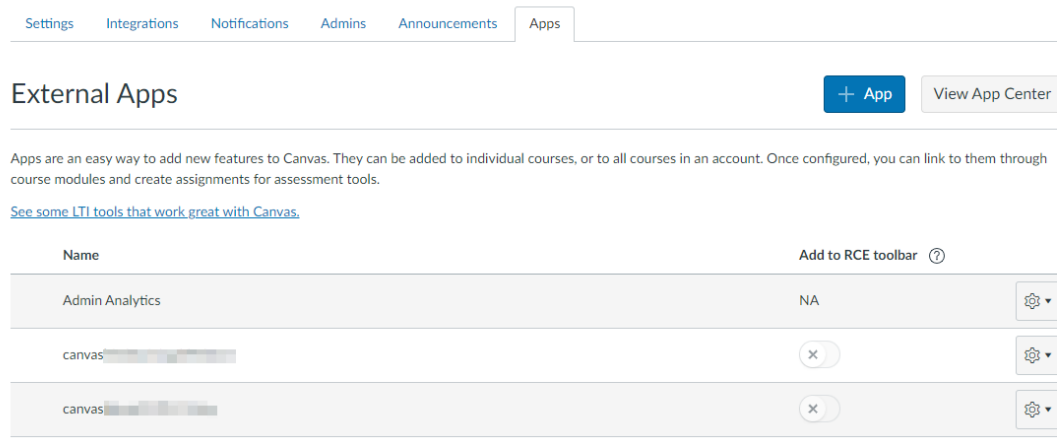 Settings Integrations Notifications Admins Announcements Apps
External Apps
App View App Center
Apps are an easy way to add new features to Canvas. They can be added to individual courses, or to all courses in an account. Once configured, you can link to them through
course modules and create assignments for assessment tools.
See some LTI tools that work great with Canvas.
Name Add to RCE toolbar ?
Admin Analytics NA
canvas
canvas